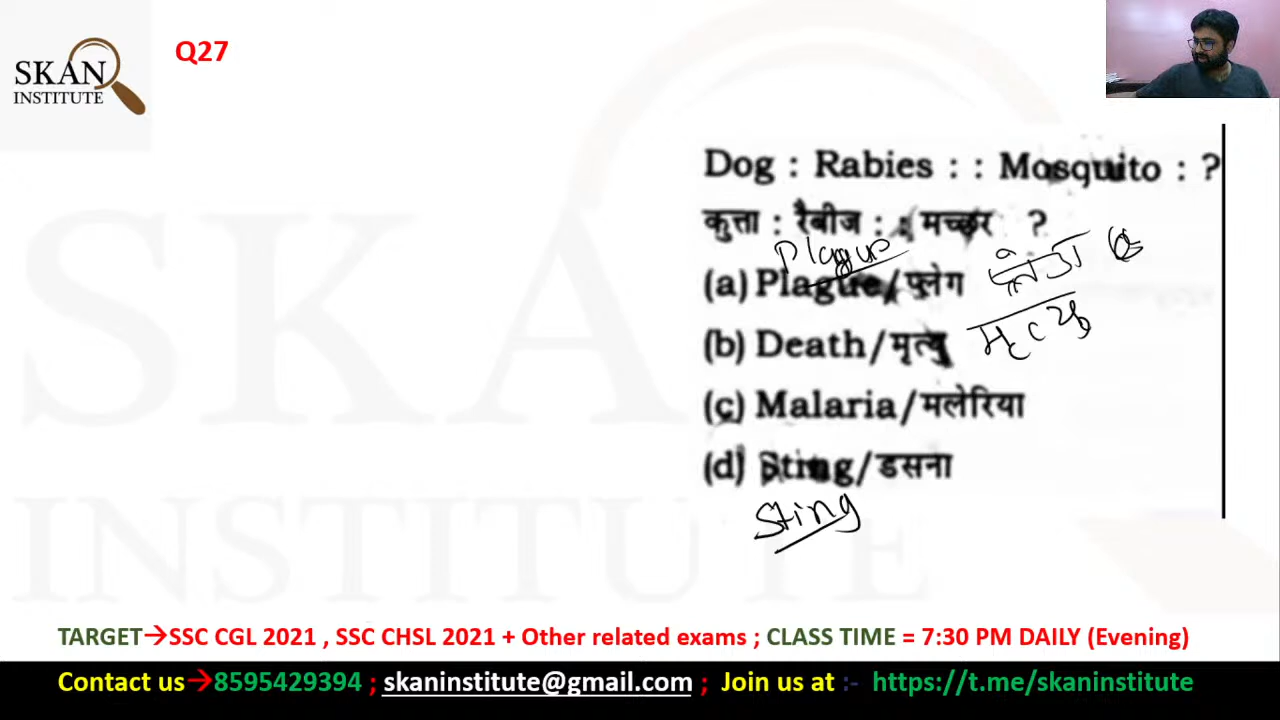 Q27
SKAN
INSTITUTE
Dog : Rabies : : Mosquito : ?
कुत्ता : रैबीज : : मच्छर ?
Plague
(a) Plague/प्लेग
प्लेग
(b) Death/मृत्यु
मृत्यु
(c) Malaria/मलेरिया
(d) Sting/डसना
Sting
SKAN
INSTITUTE
TARGET→SSC CGL 2021 , SSC CHSL 2021 + Other related exams ; CLASS TIME = 7:30 PM DAILY (Evening)
Contact us→8595429394 ; skaninstitute@gmail.com ; Join us at :- https://t.me/skaninstitute